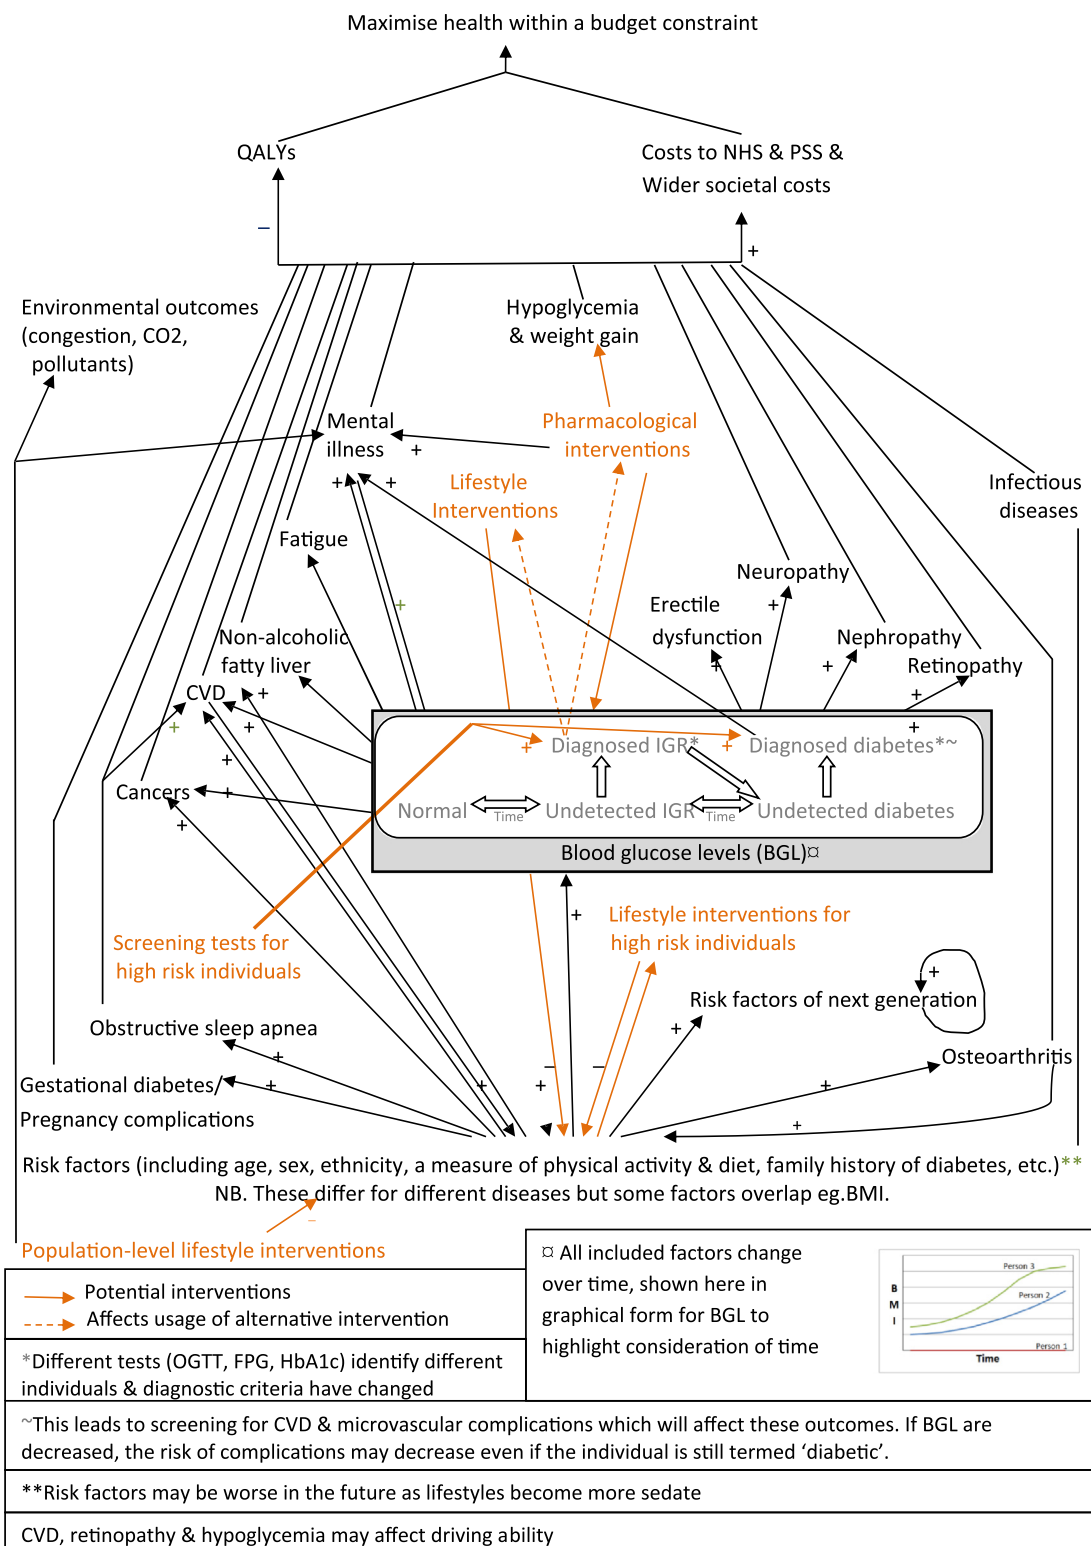 Maximise health within a budget constraint
QALYs
Costs to NHS & PSS &
Wider societal costs
–
+
Environmental outcomes
(congestion, CO2,
pollutants)
Hypoglycemia
& weight gain
Mental
illness
+
Pharmacological
interventions
+
+
Lifestyle
Interventions
Infectious
diseases
Fatigue
+
Neuropathy
+
Erectile
dysfunction
+
Non-alcoholic
fatty liver
Nephropathy
+
Retinopathy
+
+
CVD
+
+
+
+
Diagnosed IGR*
+
+
Diagnosed diabetes*~
Cancers
+
+
Normal
Time
Undetected IGR
Time
Undetected diabetes
Blood glucose levels (BGL)¤
+
Lifestyle interventions for
high risk individuals
Screening tests for
high risk individuals
+
Risk factors of next generation
+
Obstructive sleep apnea
+
Osteoarthritis
Gestational diabetes/
Pregnancy complications
+
+
+
–
–
+
+
Risk factors (including age, sex, ethnicity, a measure of physical activity & diet, family history of diabetes, etc.)**
NB. These differ for different diseases but some factors overlap eg.BMI.
–
Population-level lifestyle interventions
Potential interventions
Affects usage of alternative intervention
¤ All included factors change
over time, shown here in
graphical form for BGL to
highlight consideration of time
B
M
I
Person 3
Person 2
Person 1
Time
*Different tests (OGTT, FPG, HbA1c) identify different
individuals & diagnostic criteria have changed
~This leads to screening for CVD & microvascular complications which will affect these outcomes. If BGL are
decreased, the risk of complications may decrease even if the individual is still termed ‘diabetic’.
**Risk factors may be worse in the future as lifestyles become more sedate
CVD, retinopathy & hypoglycemia may affect driving ability